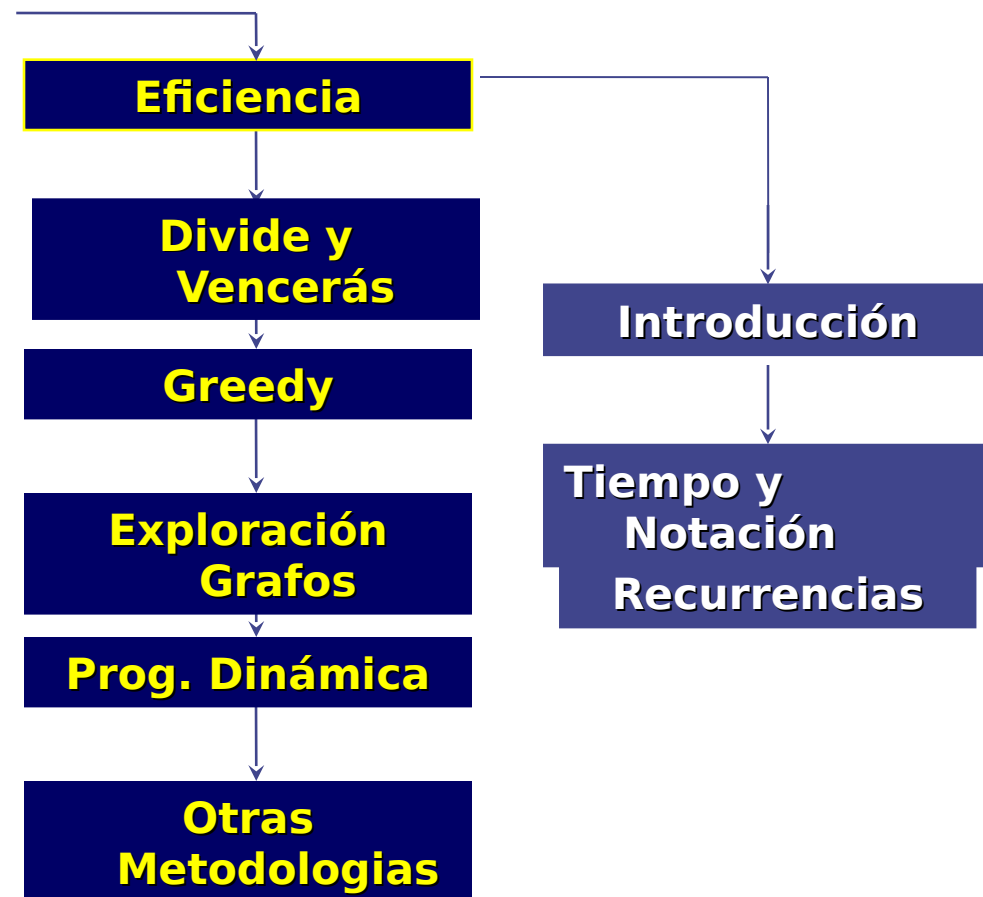 Eficiencia
Divide y
Vencerás
Greedy
Exploración
Grafos
Prog. Dinámica
Otras
Metodologias
Introducción
Tiempo y
Notación
Recurrencias